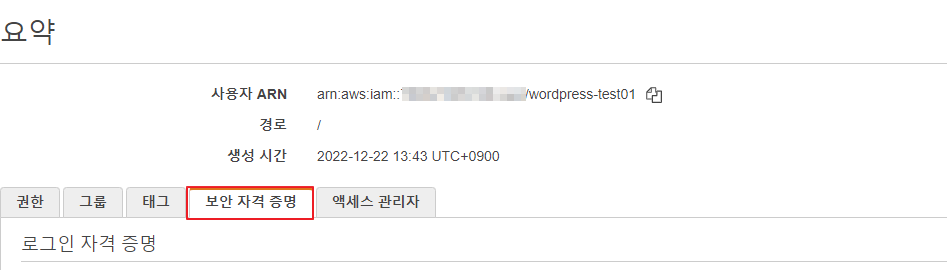 요약
사용자 ARN arn:aws:iam:: /wordpress-test01
경로 /
생성 시간 2022-12-22 13:43 UTC+0900
권한 그룹 태그 보안 자격 증명 액세스 관리자
로그인 자격 증명